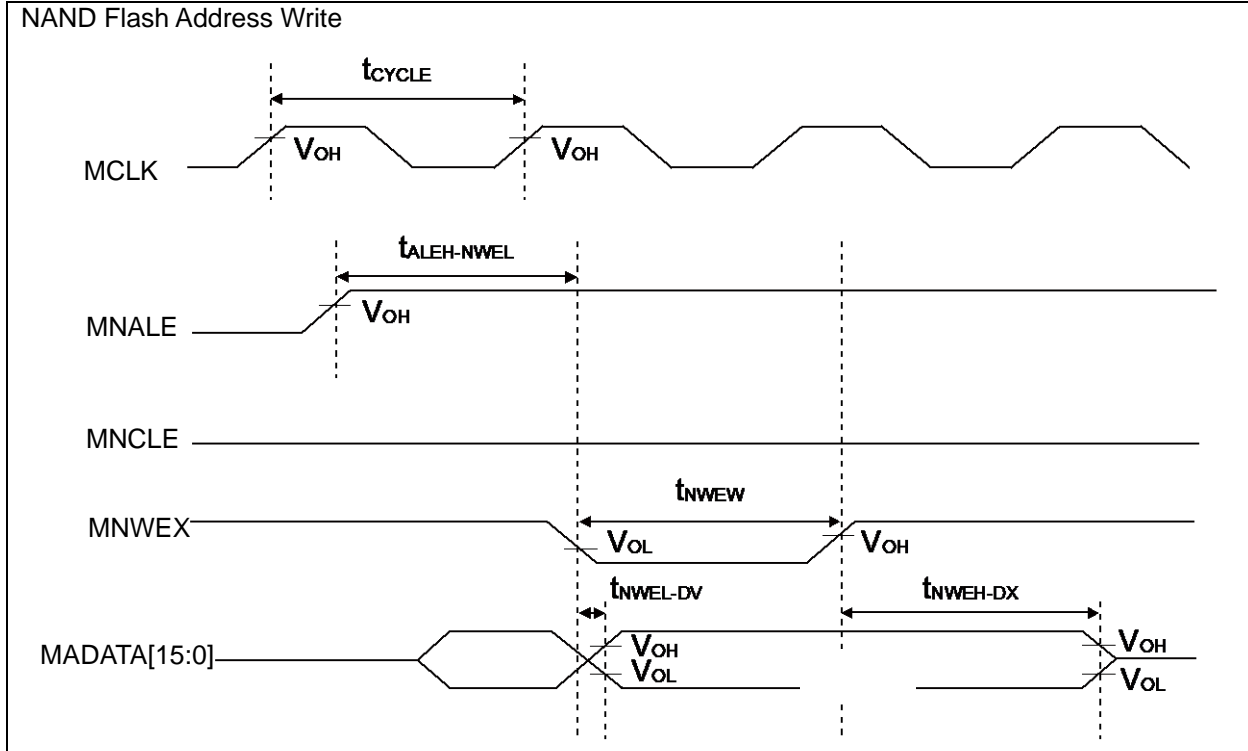 NAND Flash Address Write
tCYCLE
VOH VOH
MCLK
tALEH-NWEL
VOH
MNALE
MNCLE
tNWEW
MNWEX
VOL VOH
tNWEL-DV tNWEH-DX
VOH VOH
MADATA[15:0]
VOL VOL